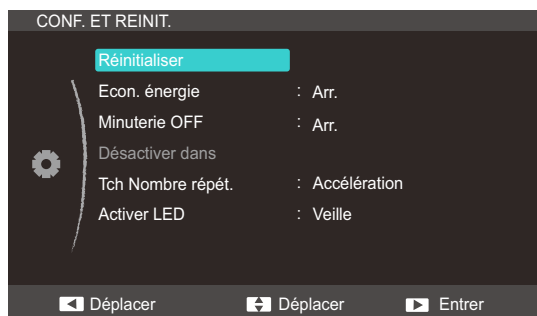 CONF. ET REINIT.
Réinitialiser
Econ. énergie : Arr.
Minuterie OFF : Arr.
Désactiver dans
Tch Nombre répét. : Accélération
Activer LED : Veille
Déplacer Déplacer Entrer